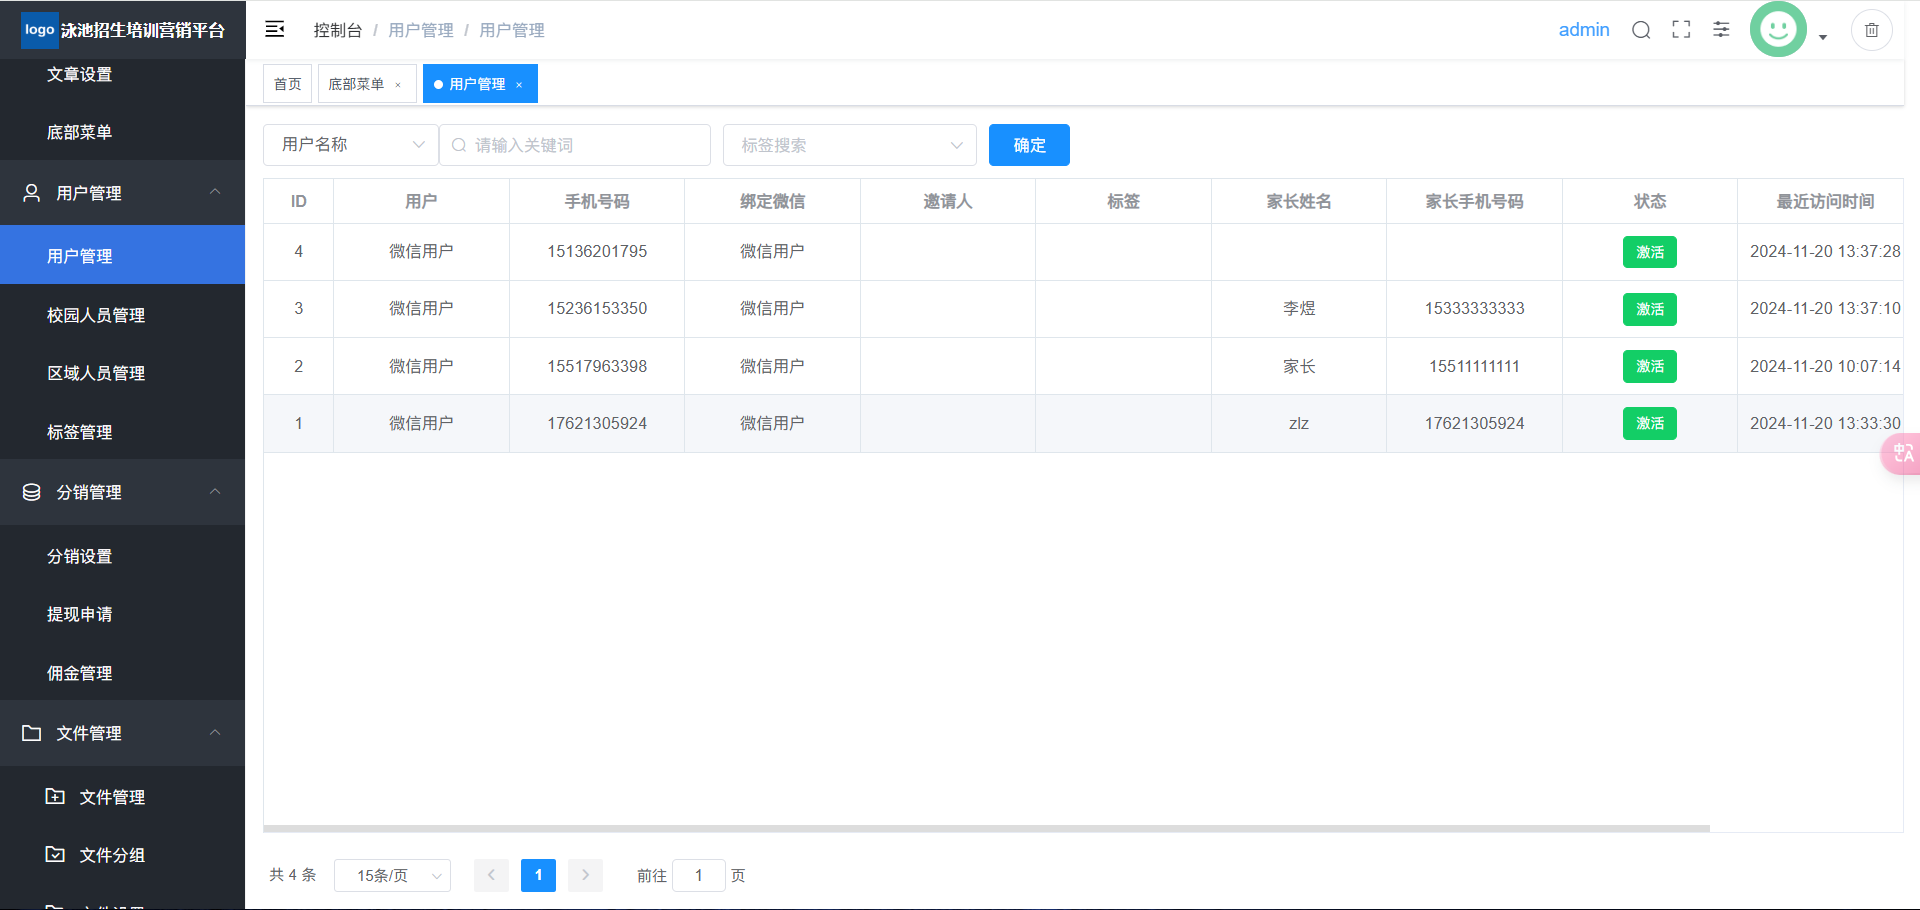 logo 泳池招生培训营销平台
控制台 / 用户管理 / 用户管理
admin
首页
底部菜单 ×
用户管理 ×
文章设置
底部菜单
用户管理
用户管理
校园人员管理
区域人员管理
标签管理
分销管理
分销设置
提现申请
佣金管理
文件管理
文件管理
文件分组
用户名称 请输入关键词 标签搜索 确定
ID 用户 手机号码 绑定微信 邀请人 标签 家长姓名 家长手机号码 状态 最近访问时间
4 微信用户 15136201795 微信用户 激活 2024-11-20 13:37:28
3 微信用户 15236153350 微信用户 李煜 15333333333 激活 2024-11-20 13:37:10
2 微信用户 15517963398 微信用户 家长 15511111111 激活 2024-11-20 10:07:14
1 微信用户 17621305924 微信用户 zlz 17621305924 激活 2024-11-20 13:33:30
共 4 条 15条/页 1 前往 1 页